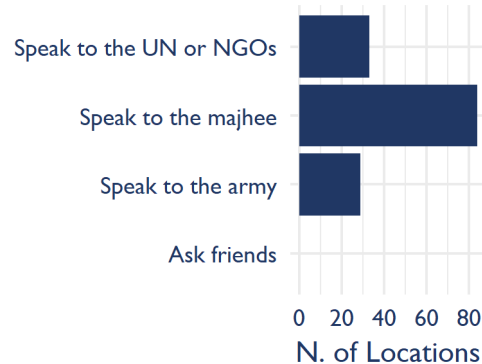 Speak to the UN or NGOs
Speak to the majhee
Speak to the army
Ask friends
0 20 40 60 80
N. of Locations